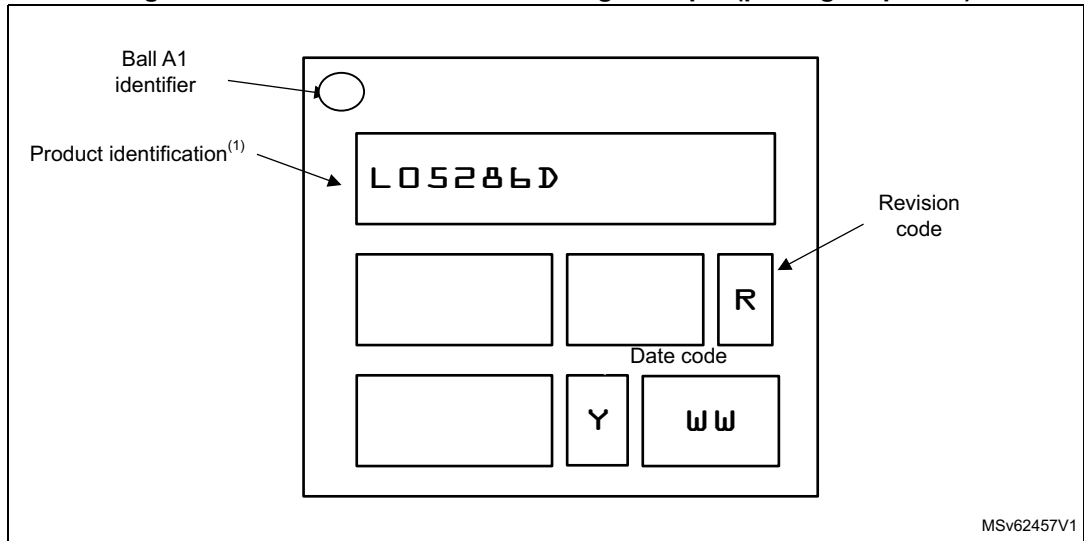 Ball A1
identifier
Product identification(1)
L05286D
Revision
code
R
Date code
Y WW
MSv62457V1